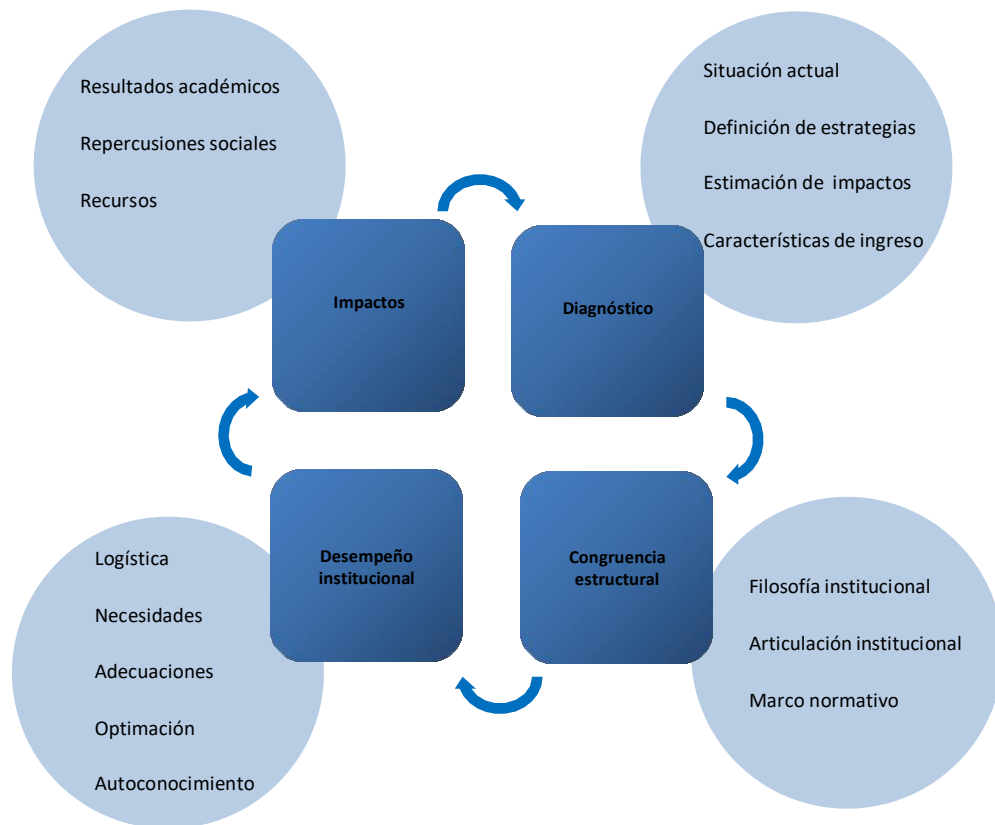 Resultados académicos
Repercusiones sociales
Recursos
Situación actual
Definición de estrategias
Estimación de impactos
Características de ingreso
Impactos
Diagnóstico
Desempeño
institucional
Congruencia
estructural
Logística
Necesidades
Adecuaciones
Optimación
Autoconocimiento
Filosofía institucional
Articulación institucional
Marco normativo